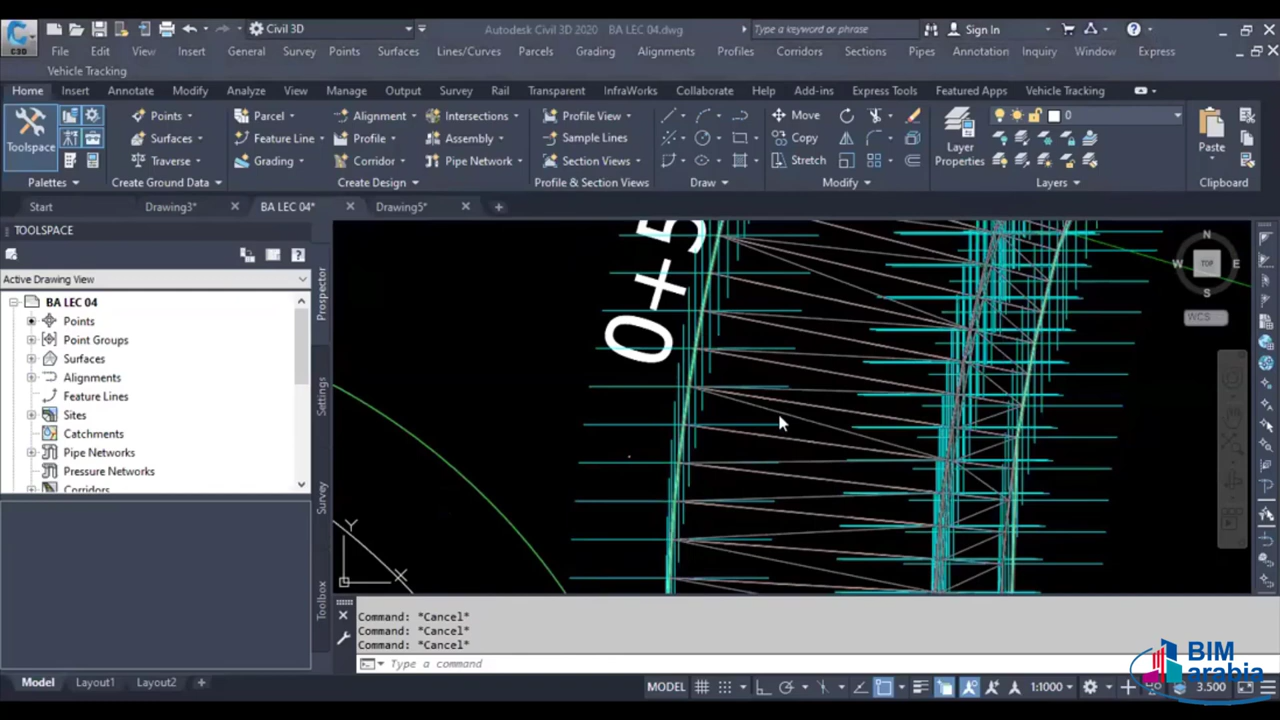 C3D
Civil 3D
Autodesk Civil 3D 2020 BA LEC 04.dwg
Type a keyword or phrase
Sign In
File Edit View Insert General Survey Points Surfaces Lines/Curves Parcels Grading Alignments Profiles Corridors Sections Pipes Annotation Inquiry Window Express
Vehicle Tracking
Home Insert Annotate Modify Analyze View Manage Output Survey Rail Transparent InfraWorks Collaborate Help Add-ins Express Tools Featured Apps Vehicle Tracking
Toolspace
Points
Surfaces
Traverse
Parcel
Feature Line
Grading
Alignment
Profile
Corridor
Intersections
Assembly
Pipe Network
Profile View
Sample Lines
Section Views
Move
Copy
Stretch
Layer
Properties
0
Paste
Palettes
Create Ground Data
Create Design
Profile & Section Views
Draw
Modify
Layers
Clipboard
Start
Drawing3*
BA LEC 04*
Drawing5*
TOOLSPACE
Active Drawing View
BA LEC 04
Points
Point Groups
Surfaces
Alignments
Feature Lines
Sites
Catchments
Pipe Networks
Pressure Networks
Corridors
Prospector
Settings
Survey
Toolbox
0+5
N
W TOP E
S
WCS
Y
X
Command: *Cancel*
Command: *Cancel*
Command: *Cancel*
Type a command
Model Layout1 Layout2
MODEL
1:1000
3.500
BIM
arabia